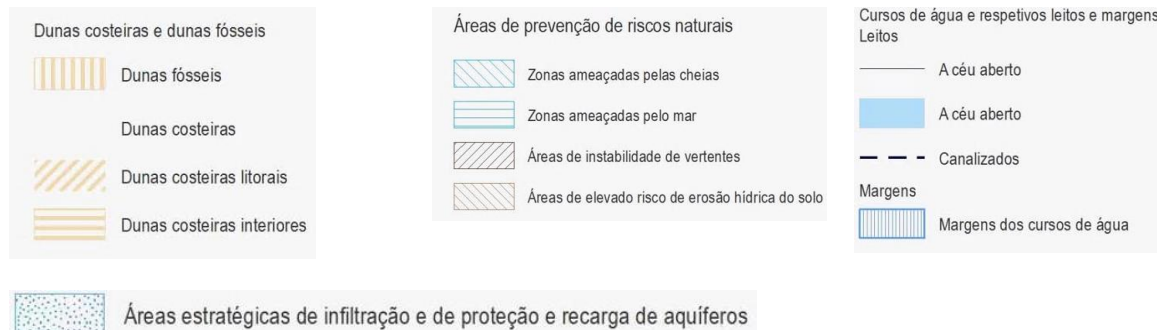 Dunas costeiras e dunas fósseis
Dunas fósseis
Dunas costeiras
Dunas costeiras litorais
Dunas costeiras interiores
Áreas de prevenção de riscos naturais
Zonas ameaçadas pelas cheias
Zonas ameaçadas pelo mar
Áreas de instabilidade de vertentes
Áreas de elevado risco de erosão hídrica do solo
Cursos de água e respetivos leitos e margens
Leitos
A céu aberto
A céu aberto
Canalizados
Margens
Margens dos cursos de água
Áreas estratégicas de infiltração e de proteção e recarga de aquíferos